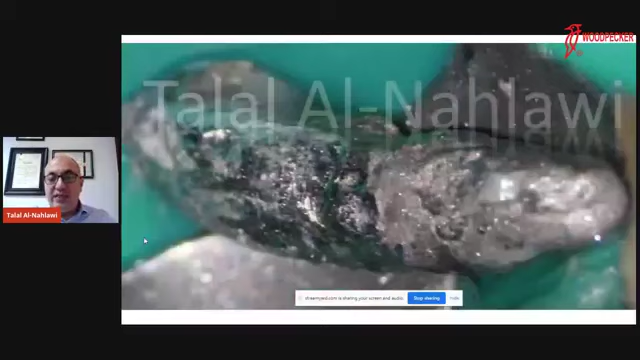 WOODPECKER
Talal Al-Nahlawi
Talal Al-Nahlawi
streamyard.com is sharing your screen and audio.
Stop sharing
Hide